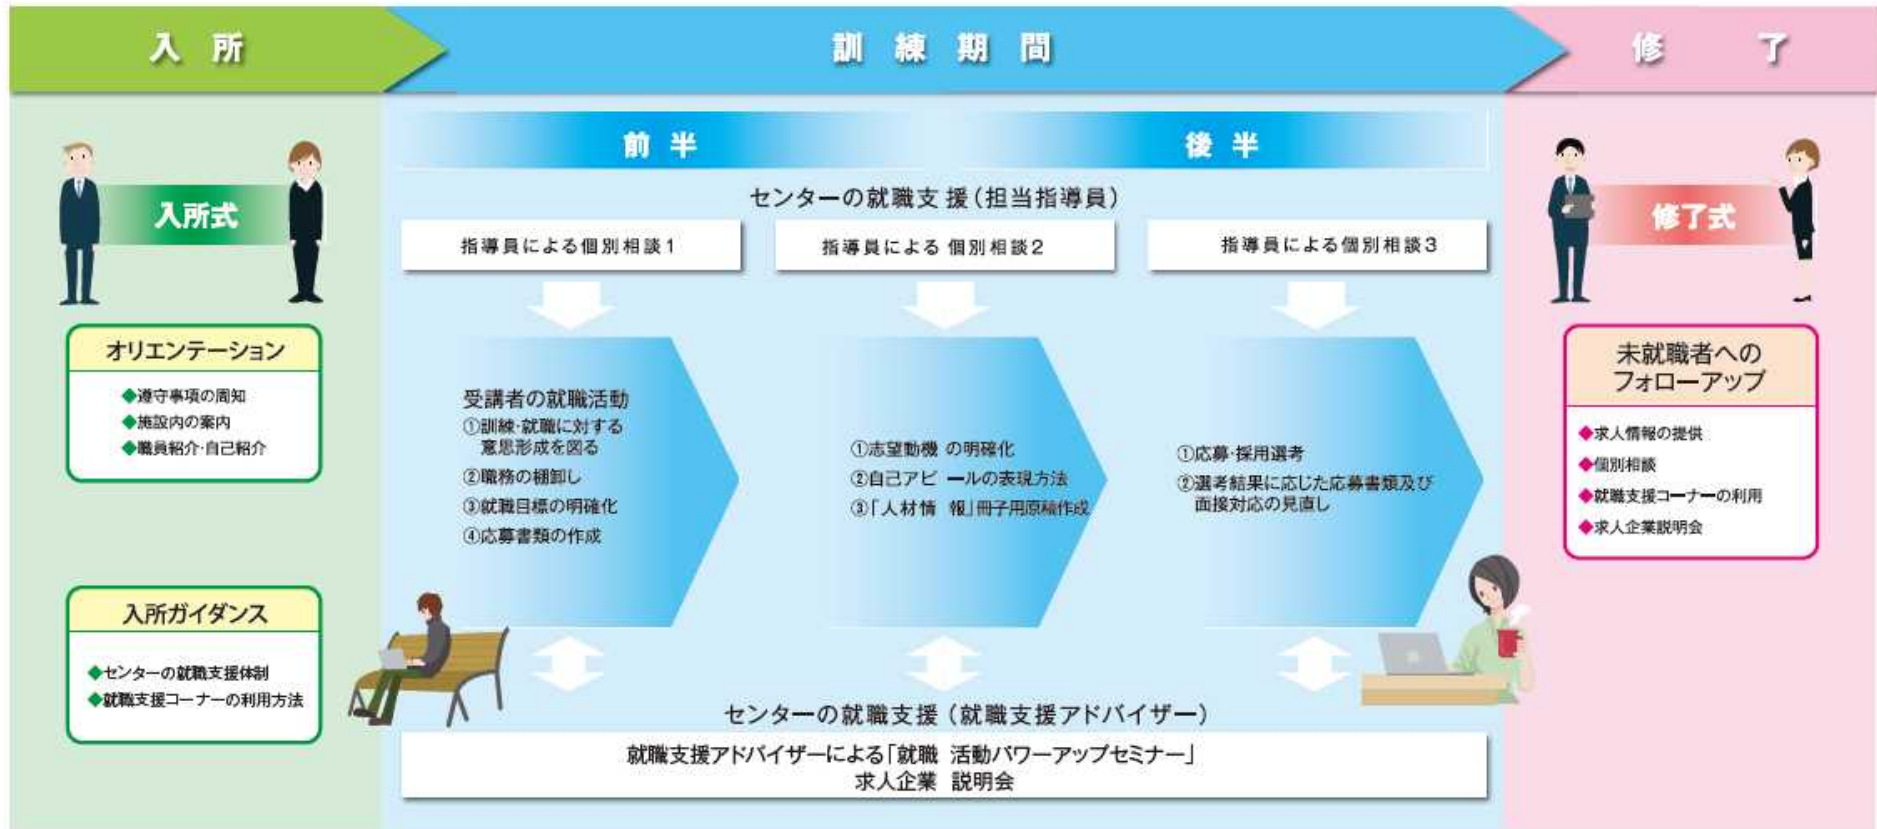 入所
訓練期間
修了
入所式
オリエンテーション
◆遵守事項の周知
◆施設内の案内
◆職員紹介・自己紹介
入所ガイダンス
◆センターの就職支援体制
◆就職支援コーナーの利用方法
前半
後半
センターの就職支援(担当指導員)
指導員による個別相談1
指導員による個別相談2
指導員による個別相談3
受講者の就職活動
①訓練・就職に対する
意思形成を図る
②職務の棚卸し
③就職目標の明確化
④応募書類の作成
①志望動機の明確化
②自己アピールの表現方法
③「人材情報」冊子用原稿作成
①応募・採用選考
②選考結果に応じた応募書類及び
面接対応の見直し
センターの就職支援(就職支援アドバイザー)
就職支援アドバイザーによる「就職活動パワーアップセミナー」
求人企業説明会
修了式
未就職者への
フォローアップ
◆求人情報の提供
◆個別相談
◆就職支援コーナーの利用
◆求人企業説明会